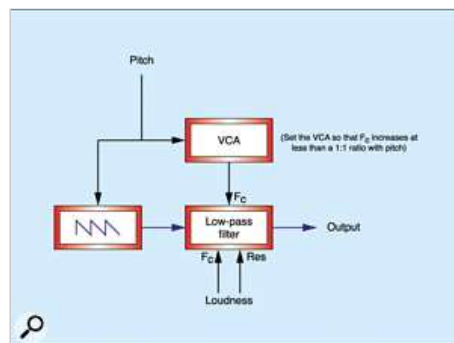 Pitch
VCA
(Set the VCA so that FC increases at
less than a 1:1 ratio with pitch)
FC
Low-pass
filter
Output
FC
Res
Loudness